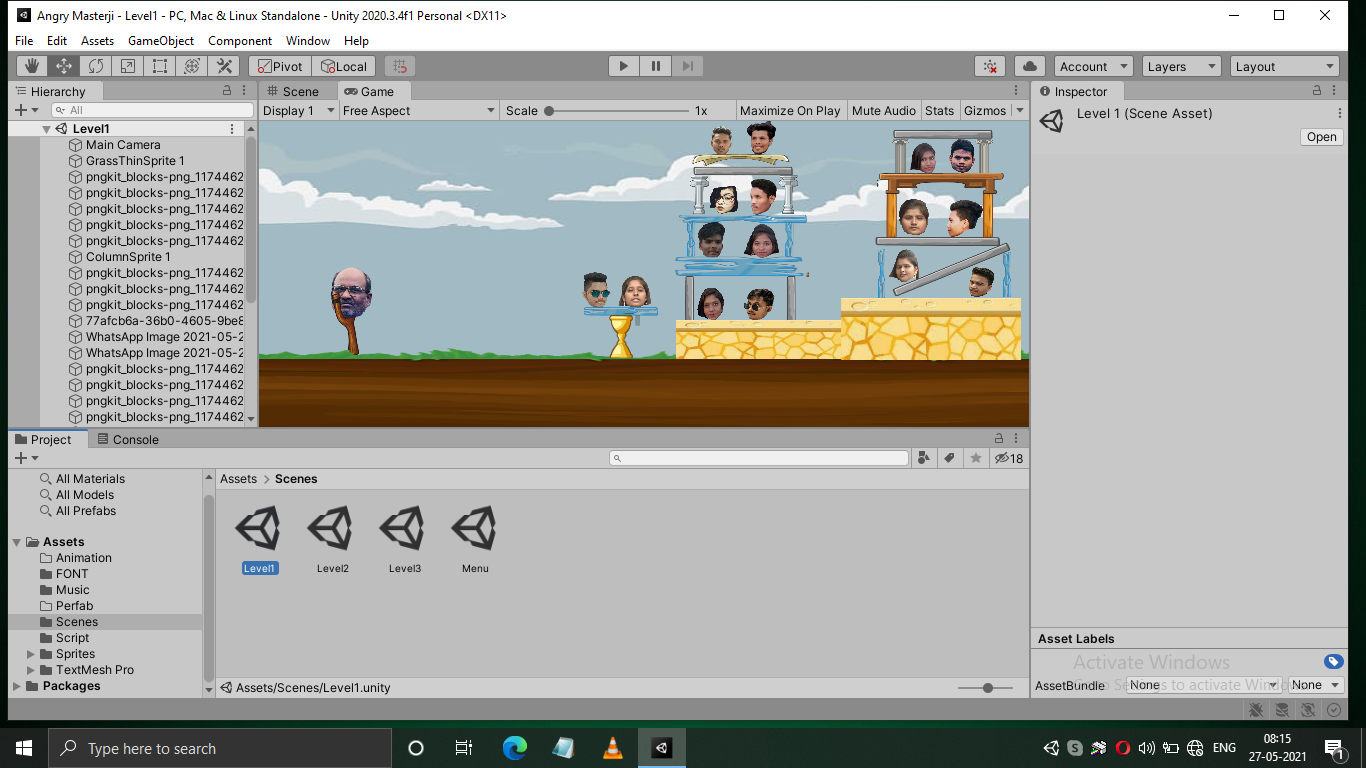 Angry Masterji - Level1 - PC, Mac & Linux Standalone - Unity 2020.3.4f1 Personal <DX11>
File Edit Assets GameObject Component Window Help
Pivot Local Account Layers Layout
Hierarchy
All
Level1
Main Camera
GrassThinSprite 1
pngkit_blocks-png_1174462
pngkit_blocks-png_1174462
pngkit_blocks-png_1174462
pngkit_blocks-png_1174462
pngkit_blocks-png_1174462
ColumnSprite 1
pngkit_blocks-png_1174462
pngkit_blocks-png_1174462
pngkit_blocks-png_1174462
77afcb6a-36b0-4605-9be8
WhatsApp Image 2021-05-2
WhatsApp Image 2021-05-2
pngkit_blocks-png_1174462
pngkit_blocks-png_1174462
pngkit_blocks-png_1174462
pngkit_blocks-png_1174462
Scene Game
Display 1 Free Aspect Scale 1x Maximize On Play Mute Audio Stats Gizmos
Inspector
Level 1 (Scene Asset)
Open
Project Console
18
All Materials
All Models
All Prefabs
Assets
Animation
FONT
Music
Perfab
Scenes
Script
Sprites
TextMesh Pro
Packages
Assets > Scenes
Level1 Level2 Level3 Menu
Assets/Scenes/Level1.unity
Asset Labels
Activate Windows
Go to Settings to activate Windows.
AssetBundle None None
Type here to search
ENG
08:15
27-05-2021
1